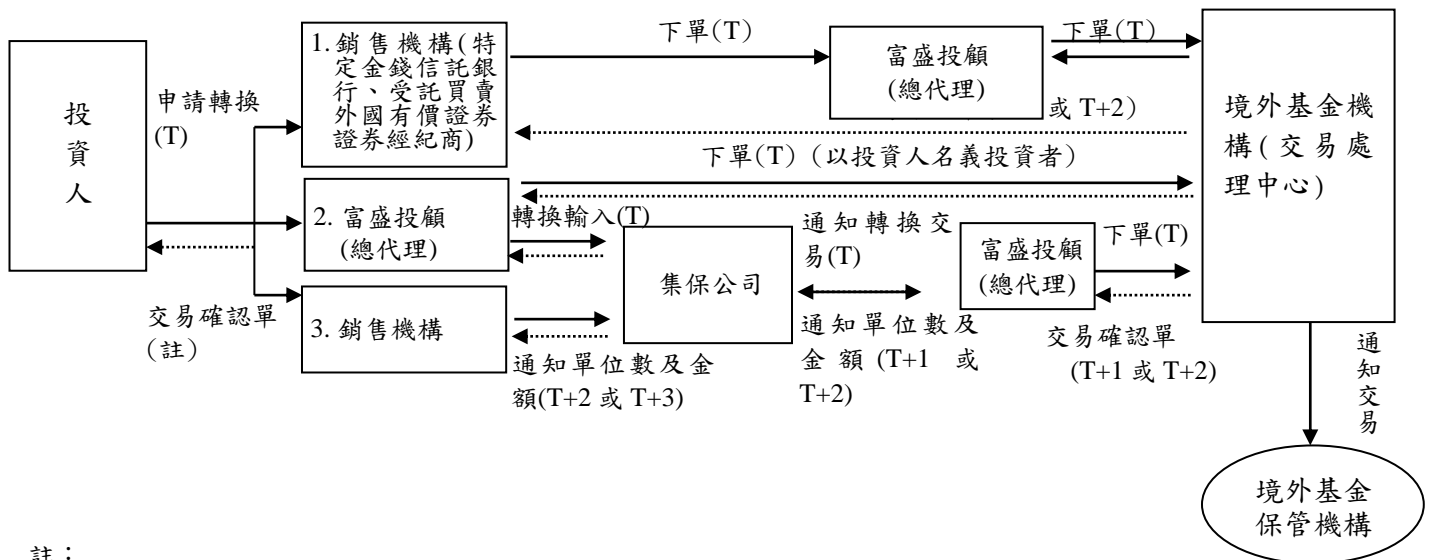 投
資
人
申請轉換
(T)
交易確認單
（註）
1. 銷售機構(特
定金錢信託銀
行、受託買賣
外國有價證券
證券經紀商)
2. 富盛投顧
(總代理)
3. 銷售機構
下單(T)
富盛投顧
(總代理)
下單(T)
或 T+2）
下單(T)（以投資人名義投資者）
轉換輸入(T)
集保公司
通知單位數及金
額(T+2 或 T+3)
通知轉換交
易(T)
通知單位數及
金額 (T+1 或
T+2)
富盛投顧
(總代理)
下單(T)
交易確認單
(T+1 或 T+2)
境外基金機
構(交易處
理中心)
通
知
交
易
境外基金
保管機構
註：